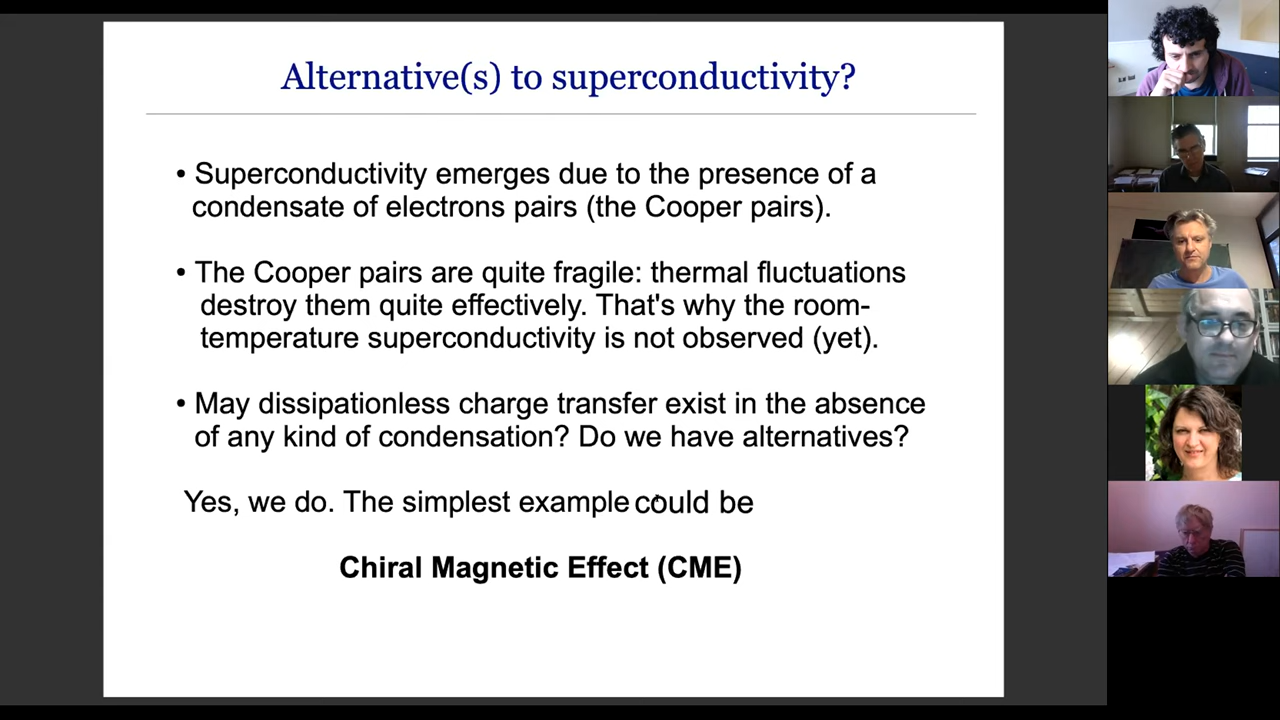 Alternative(s) to superconductivity?
• Superconductivity emerges due to the presence of a
condensate of electrons pairs (the Cooper pairs).
• The Cooper pairs are quite fragile: thermal fluctuations
destroy them quite effectively. That's why the room-
temperature superconductivity is not observed (yet).
• May dissipationless charge transfer exist in the absence
of any kind of condensation? Do we have alternatives?
Yes, we do. The simplest example could be
Chiral Magnetic Effect (CME)